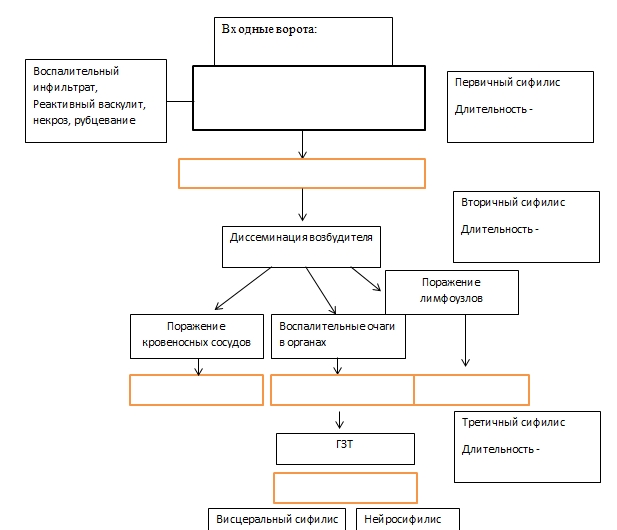 Входные ворота:
Воспалительный
инфильтрат,
Реактивный васкулит,
некроз, рубцевание
Первичный сифилис
Длительность -
Вторичный сифилис
Длительность -
Диссеминация возбудителя
Поражение
лимфоузлов
Поражение
кровеносных сосудов
Воспалительные очаги
в органах
Третичный сифилис
Длительность -
ГЗТ
Висцеральный сифилис
Нейросифилис